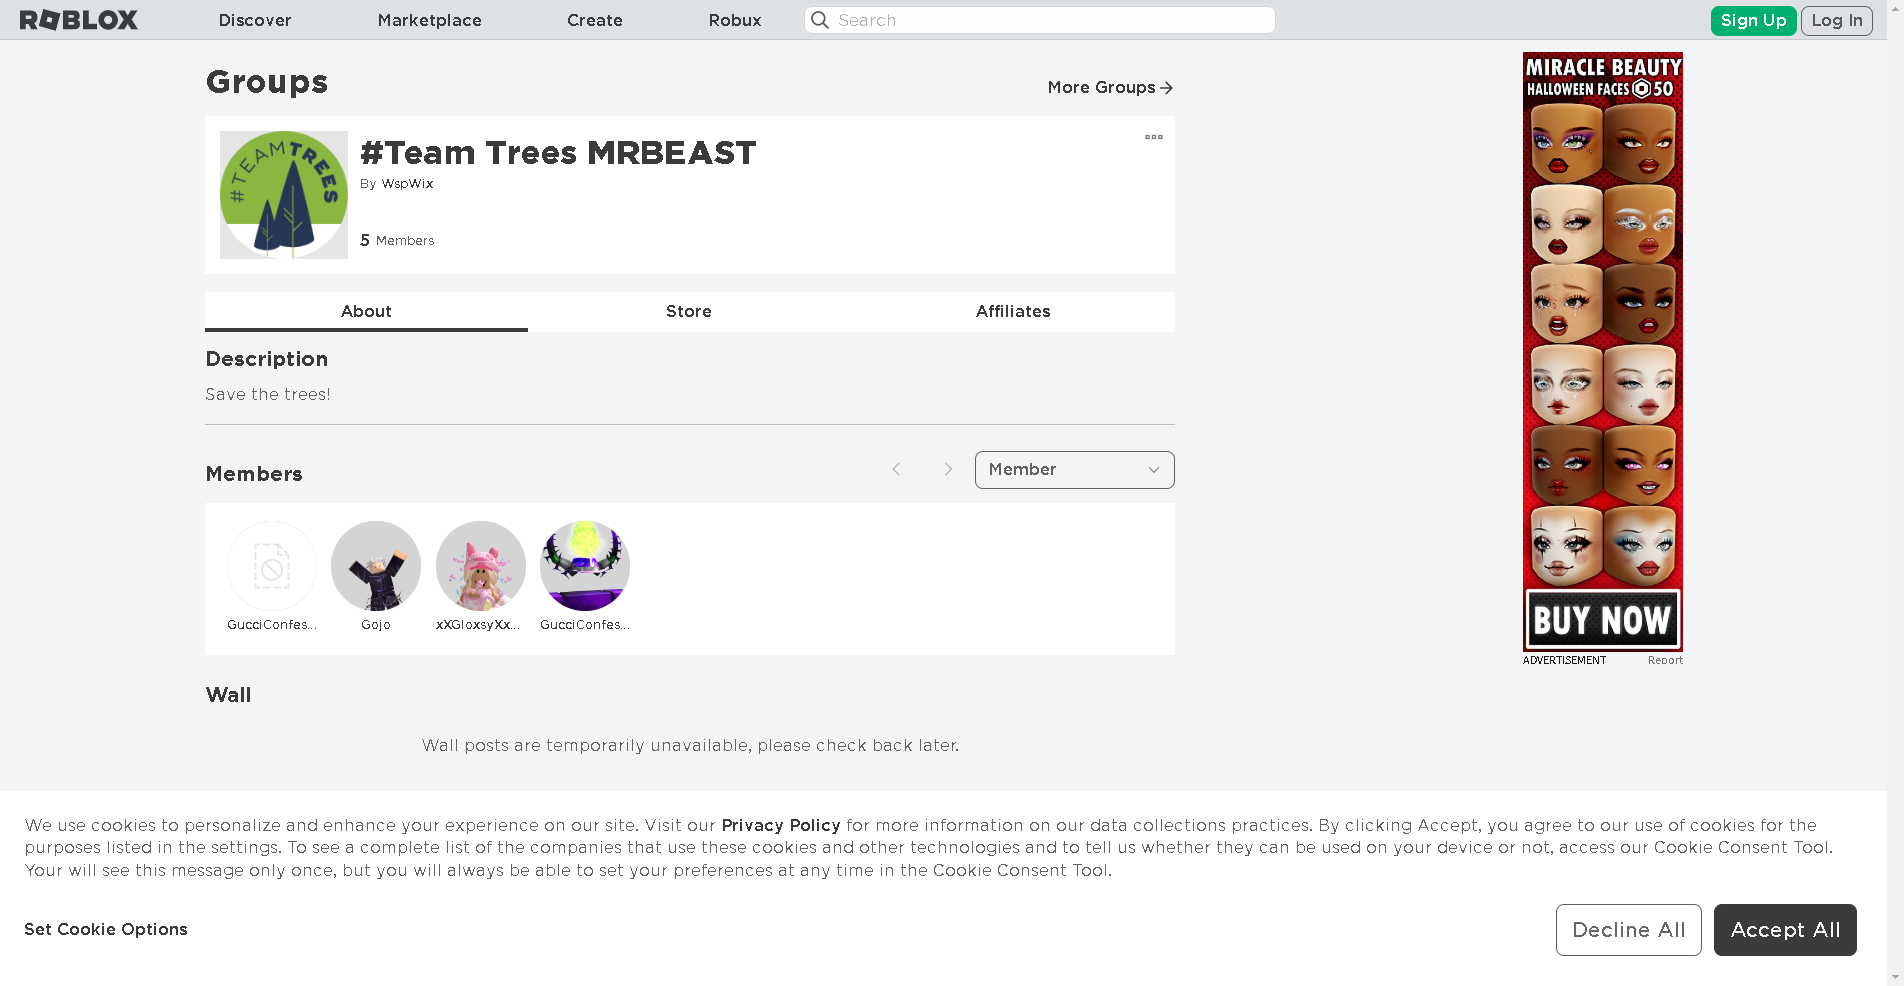 ROBLOX
Discover
Marketplace
Create
Robux
Search
Sign Up
Log In
Groups
More Groups
#TEAMTREES
#Team Trees MRBEAST
By WspWix
5 Members
About
Store
Affiliates
Description
Save the trees!
Members
Member
GucciConfes...
Gojo
xXGloxsyXx...
GucciConfes...
Wall
Wall posts are temporarily unavailable, please check back later.
MIRACLE BEAUTY
HALLOWEEN FACES 50
BUY NOW
ADVERTISEMENT
Report
We use cookies to personalize and enhance your experience on our site. Visit our Privacy Policy for more information on our data collections practices. By clicking Accept, you agree to our use of cookies for the
purposes listed in the settings. To see a complete list of the companies that use these cookies and other technologies and to tell us whether they can be used on your device or not, access our Cookie Consent Tool.
Your will see this message only once, but you will always be able to set your preferences at any time in the Cookie Consent Tool.
Set Cookie Options
Decline All
Accept All